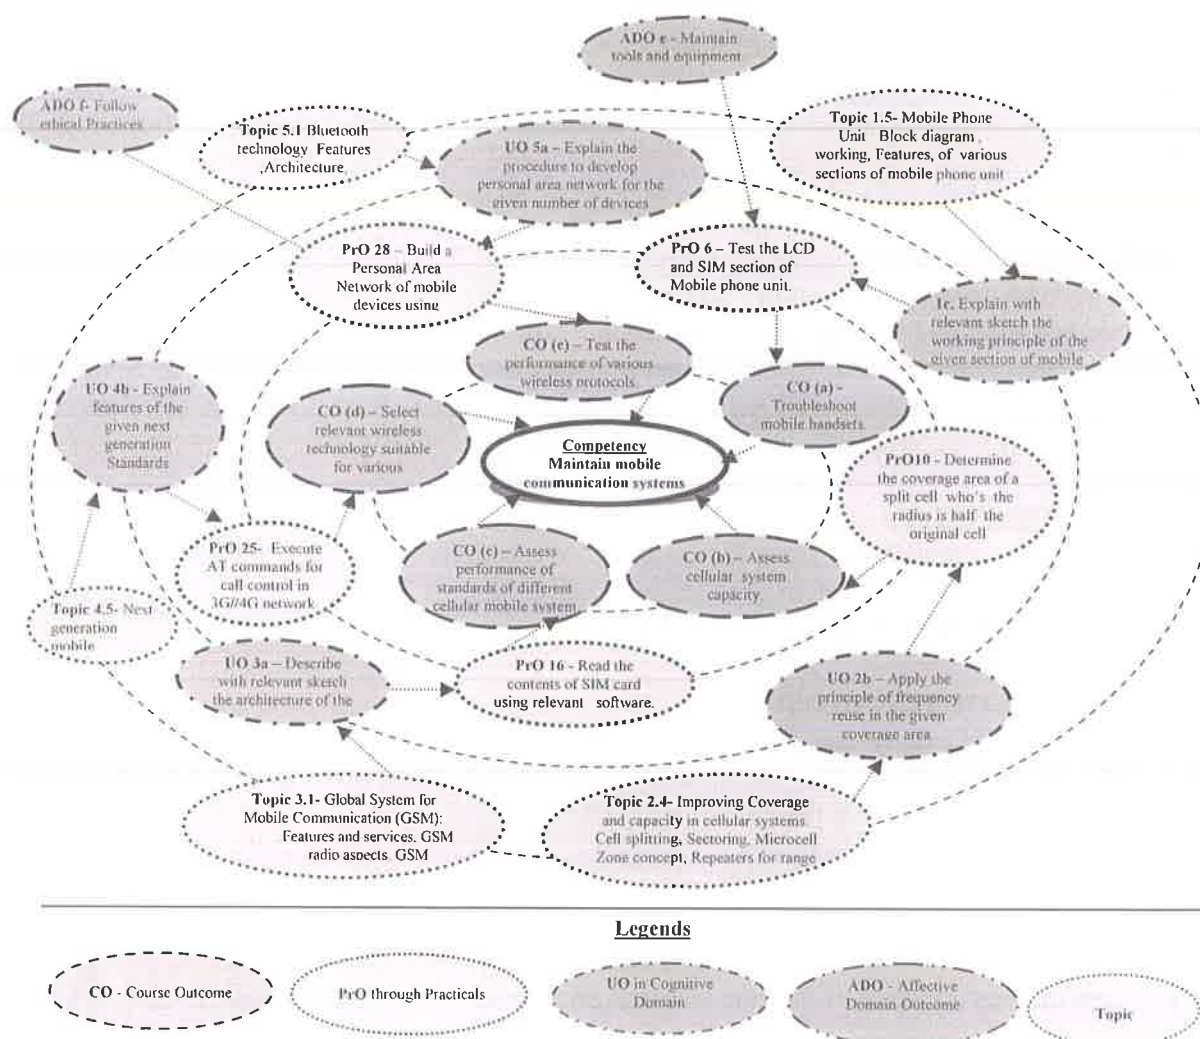 ADO e - Maintain
tools and equipment
ADO f- Follow
ethical Practices
Topic 5.1 Bluetooth
technology Features
,Architecture,
UO 5a – Explain the
procedure to develop
personal area network for the
given number of devices
Topic 1.5- Mobile Phone
Unit Block diagram ,
working, Features, of various
sections of mobile phone unit
PrO 28 – Build a
Personal Area
Network of mobile
devices using
PrO 6 – Test the LCD
and SIM section of
Mobile phone unit.
1c. Explain with
relevant sketch the
working principle of the
given section of mobile
CO (e) – Test the
performance of various
wireless protocols.
UO 4b - Explain
features of the
given next
generation
Standards
CO (d) – Select
relevant wireless
technology suitable
for various
CO (a) -
Troubleshoot
mobile handsets.
Competency
Maintain mobile
communication systems
PrO10 - Determine
the coverage area of a
split cell who's the
radius is half the
original cell
PrO 25- Execute
AT commands for
call control in
3G//4G network
CO (c) – Assess
performance of
standards of different
cellular mobile system
CO (b) – Assess
cellular system
capacity.
Topic 4.5- Next
generation
mobile
UO 3a – Describe
with relevant sketch
the architecture of the
PrO 16 - Read the
contents of SIM card
using relevant software.
UO 2b – Apply the
principle of frequency
reuse in the given
coverage area
Topic 3.1- Global System for
Mobile Communication (GSM):
Features and services, GSM
radio aspects, GSM
Topic 2.4- Improving Coverage
and capacity in cellular systems
Cell splitting, Sectoring, Microcell
Zone concept, Repeaters for range
Legends
CO - Course Outcome
PrO through Practicals
UO in Cognitive
Domain
ADO - Affective
Domain Outcome
Topic